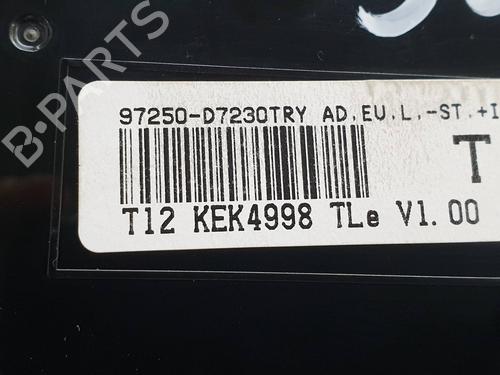 97250-D7230TRY AD,EU,L,-ST,+I
T
T12 KEK4998 TLe V1.00
B-Parts